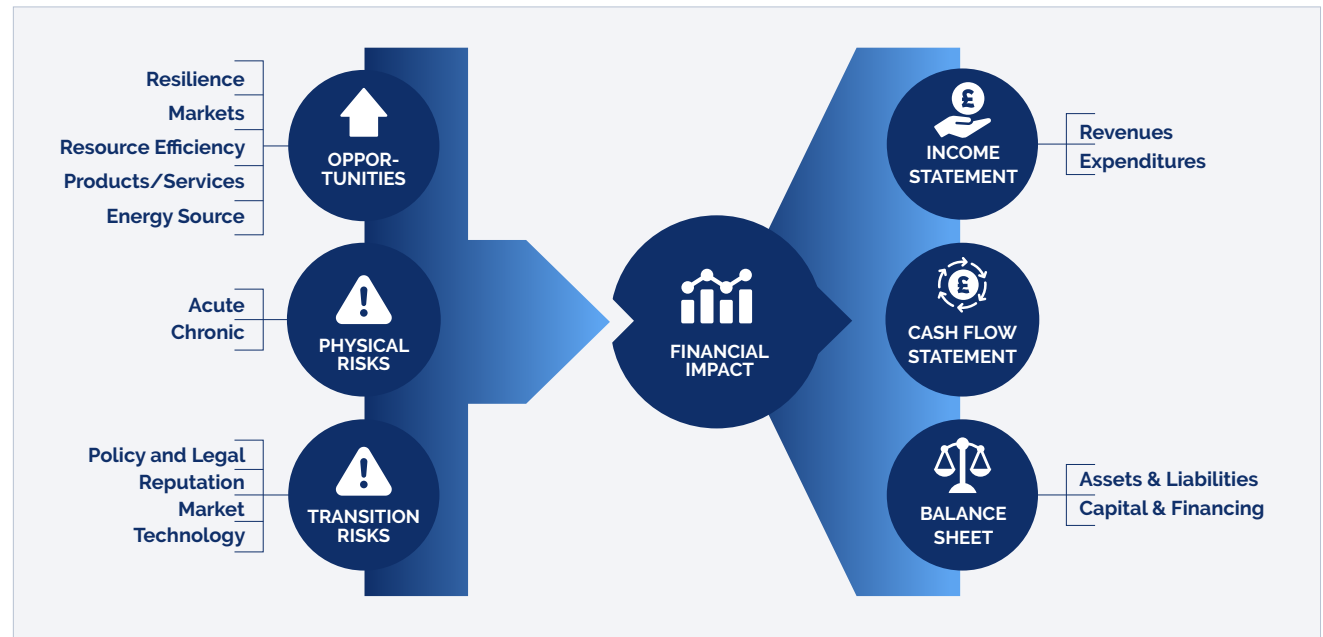 Resilience
Markets
Resource Efficiency
Products/Services
Energy Source
OPPOR-
TUNITIES
Acute
Chronic
PHYSICAL
RISKS
Policy and Legal
Reputation
Market
Technology
TRANSITION
RISKS
FINANCIAL
IMPACT
£
INCOME
STATEMENT
Revenues
Expenditures
£
CASH FLOW
STATEMENT
BALANCE
SHEET
Assets & Liabilities
Capital & Financing